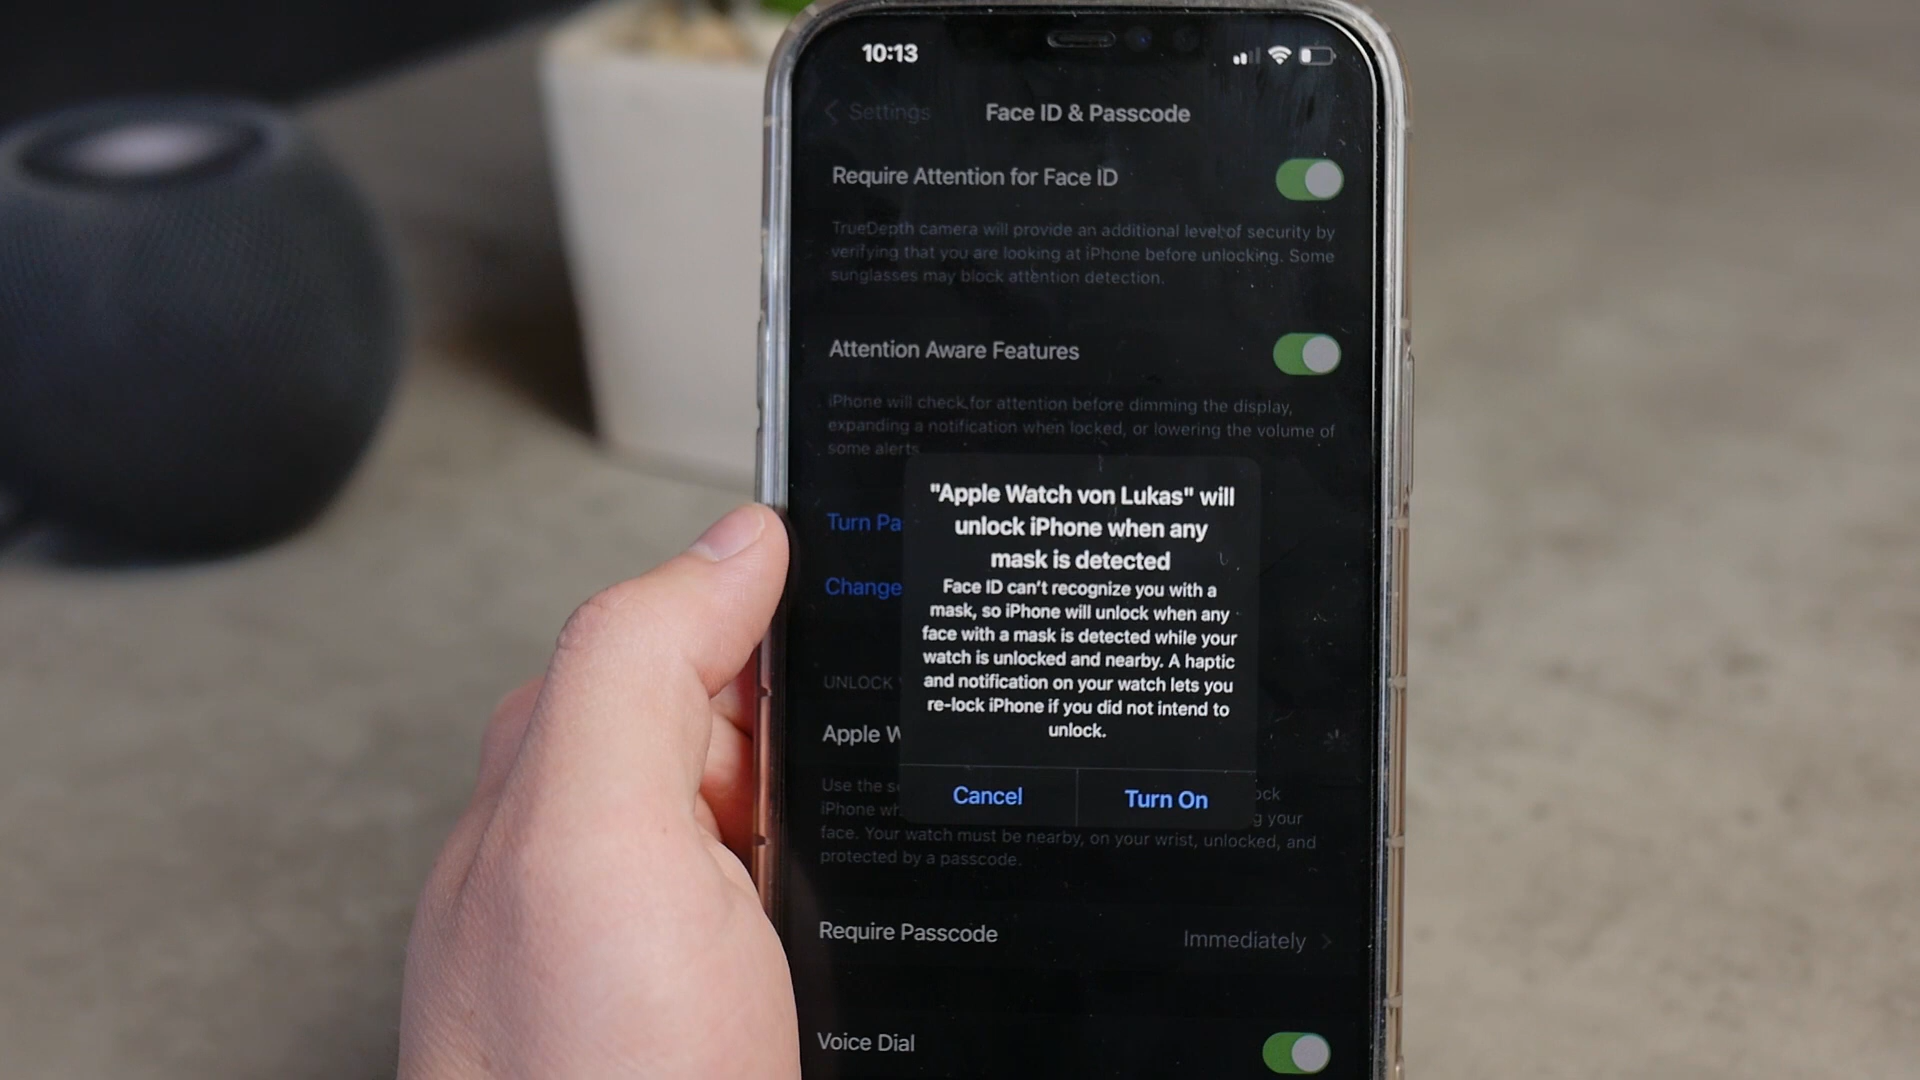 10:13
Settings
Face ID & Passcode
Require Attention for Face ID
TrueDepth camera will provide an additional level of security by
verifying that you are looking at iPhone before unlocking. Some
sunglasses may block attention detection.
Attention Aware Features
iPhone will check for attention before dimming the display,
expanding a notification when locked, or lowering the volume of
some alerts
"Apple Watch von Lukas" will
unlock iPhone when any
mask is detected
Face ID can't recognize you with a
mask, so iPhone will unlock when any
face with a mask is detected while your
watch is unlocked and nearby. A haptic
and notification on your watch lets you
re-lock iPhone if you did not intend to
unlock.
Cancel
Turn On
Turn Pa
Change
UNLOCK
Apple W
Use the s
iPhone wh
g your
face. Your watch must be nearby, on your wrist, unlocked, and
protected by a passcode.
Require Passcode
Immediately
Voice Dial